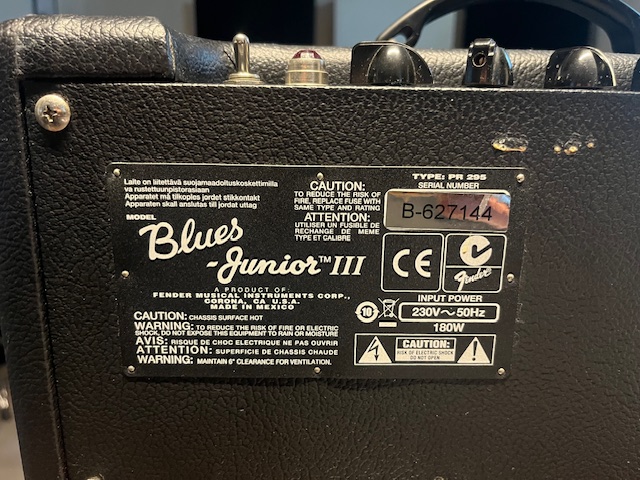 Laite on liitettävä suojamaadoituskoskettimilla
va rustettuunpistorasiaan
Apparatet må tilkoples jordet stikkontakt
Apparaten skall anslutas till jordat uttag
MODEL
Blues
Junior™ III
A PRODUCT OF:
FENDER MUSICAL INSTRUMENTS CORP.,
CORONA, CA U.S.A.
MADE IN MEXICO
CAUTION: CHASSIS SURFACE HOT
WARNING: TO REDUCE THE RISK OF FIRE OR ELECTRIC
SHOCK, DO NOT EXPOSE THIS EQUIPMENT TO RAIN OR MOISTURE
AVIS: RISQUE DE CHOC ELECTRIQUE NE PAS OUVRIR
ATTENTION: SUPERFICIE DE CHASSIS CHAUDE
WARNING: MAINTAIN 6" CLEARANCE FOR VENTILATION.
CAUTION:
TO REDUCE THE RISK OF
FIRE, REPLACE FUSE WITH
SAME TYPE AND RATING
ATTENTION:
UTILISER UN FUSIBLE DE
RECHANGE DE MEME
TYPE ET CALIBRE
TYPE: PR 295
SERIAL NUMBER
B-627144
CE
Fender
INPUT POWER
10
230V~50Hz
180W
CAUTION:
RISK OF ELECTRIC SHOCK
DO NOT OPEN